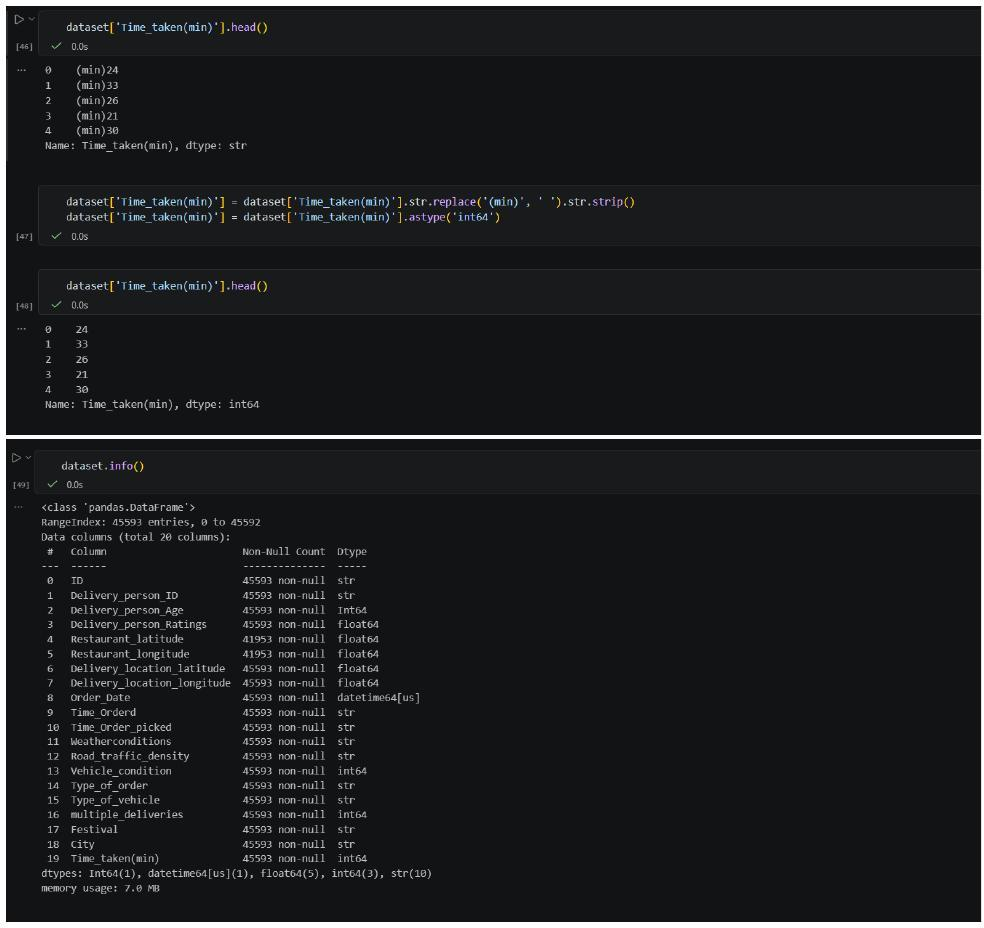 dataset['Time_taken(min)'].head()
[46] 0.0s
... 0 (min)24
1 (min)33
2 (min)26
3 (min)21
4 (min)30
Name: Time_taken(min), dtype: str
dataset['Time_taken(min)'] = dataset['Time_taken(min)'].str.replace('(min)', ' ').str.strip()
dataset['Time_taken(min)'] = dataset['Time_taken(min)'].astype('int64')
[47] 0.0s
dataset['Time_taken(min)'].head()
[48] 0.0s
... 0 24
1 33
2 26
3 21
4 30
Name: Time_taken(min), dtype: int64
dataset.info()
[49] 0.0s
... <class 'pandas.DataFrame'>
RangeIndex: 45593 entries, 0 to 45592
Data columns (total 20 columns):
# Column Non-Null Count Dtype
--- ------ -------------- -----
0 ID 45593 non-null str
1 Delivery_person_ID 45593 non-null str
2 Delivery_person_Age 45593 non-null Int64
3 Delivery_person_Ratings 45593 non-null float64
4 Restaurant_latitude 41953 non-null float64
5 Restaurant_longitude 41953 non-null float64
6 Delivery_location_latitude 45593 non-null float64
7 Delivery_location_longitude 45593 non-null float64
8 Order_Date 45593 non-null datetime64[us]
9 Time_Orderd 45593 non-null str
10 Time_Order_picked 45593 non-null str
11 Weatherconditions 45593 non-null str
12 Road_traffic_density 45593 non-null str
13 Vehicle_condition 45593 non-null int64
14 Type_of_order 45593 non-null str
15 Type_of_vehicle 45593 non-null str
16 multiple_deliveries 45593 non-null int64
17 Festival 45593 non-null str
18 City 45593 non-null str
19 Time_taken(min) 45593 non-null int64
dtypes: Int64(1), datetime64[us](1), float64(5), int64(3), str(10)
memory usage: 7.0 MB